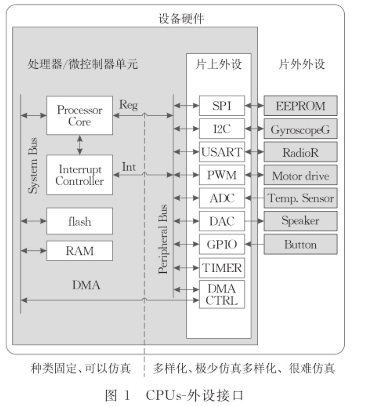 设备硬件
处理器/微控制器单元
片上外设
片外外设
Processor
Core
Reg
Interrupt
Controller
Int
flash
RAM
DMA
System Bus
Peripheral Bus
SPI
EEPROM
I2C
GyroscopeG
USART
RadioR
PWM
Motor drive
ADC
Temp. Sensor
DAC
Speaker
GPIO
Button
TIMER
DMA
CTRL
种类固定、可以仿真
多样化、极少仿真多样化、很难仿真
图 1 CPUs-外设接口